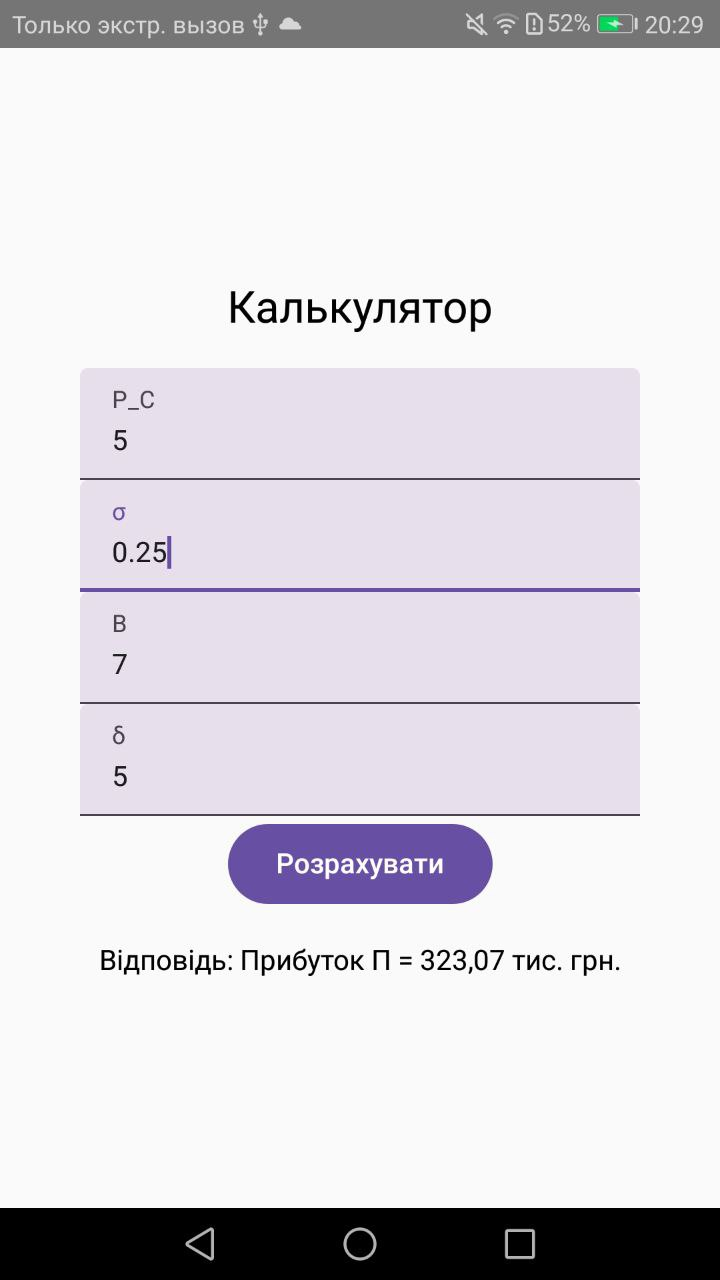 Только экстр. вызов 52% 20:29
Калькулятор
P_C
5
σ
0.25
B
7
δ
5
Розрахувати
Відповідь: Прибуток П = 323,07 тис. грн.